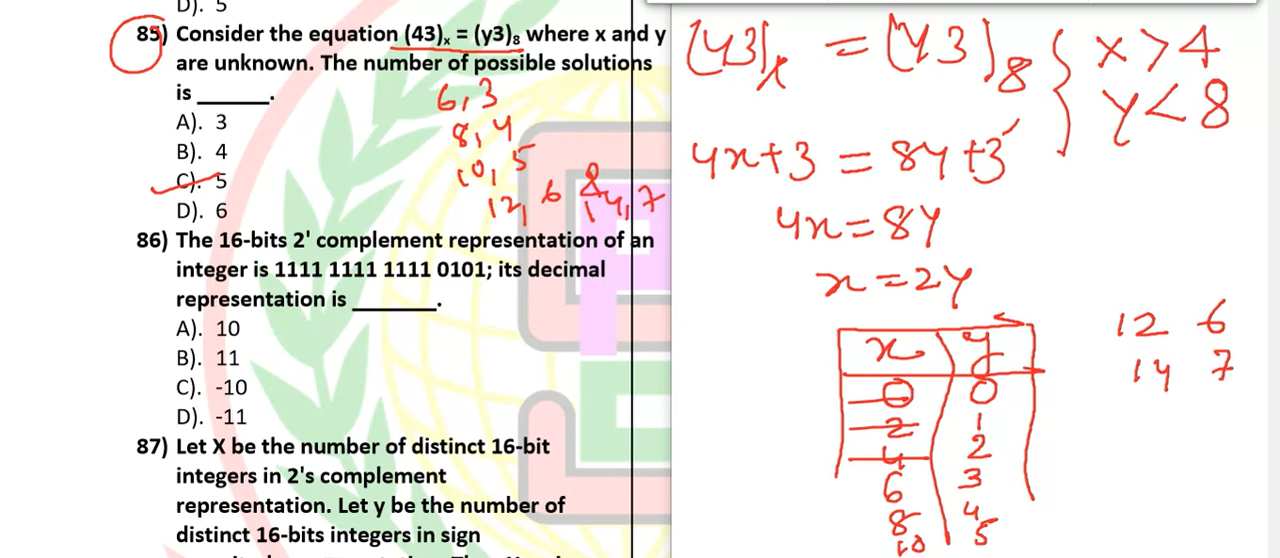 D). 5
85) Consider the equation (43)x = (y3)8 where x and y
are unknown. The number of possible solutions
is ______.
6, 3
A). 3
8, 4
B). 4
10, 5
C). 5
12, 6 & 14, 7
D). 6
86) The 16-bits 2' complement representation of an
integer is 1111 1111 1111 0101; its decimal
representation is _______.
A). 10
B). 11
C). -10
D). -11
87) Let X be the number of distinct 16-bit
integers in 2's complement
representation. Let y be the number of
distinct 16-bits integers in sign
(43)x = (y3)8 } x > 4
y < 8
4x+3 = 8y+3
4x = 8y
x = 2y
x y
0 0
2 1
4 2
6 3
8 4
10 5
12 6
14 7